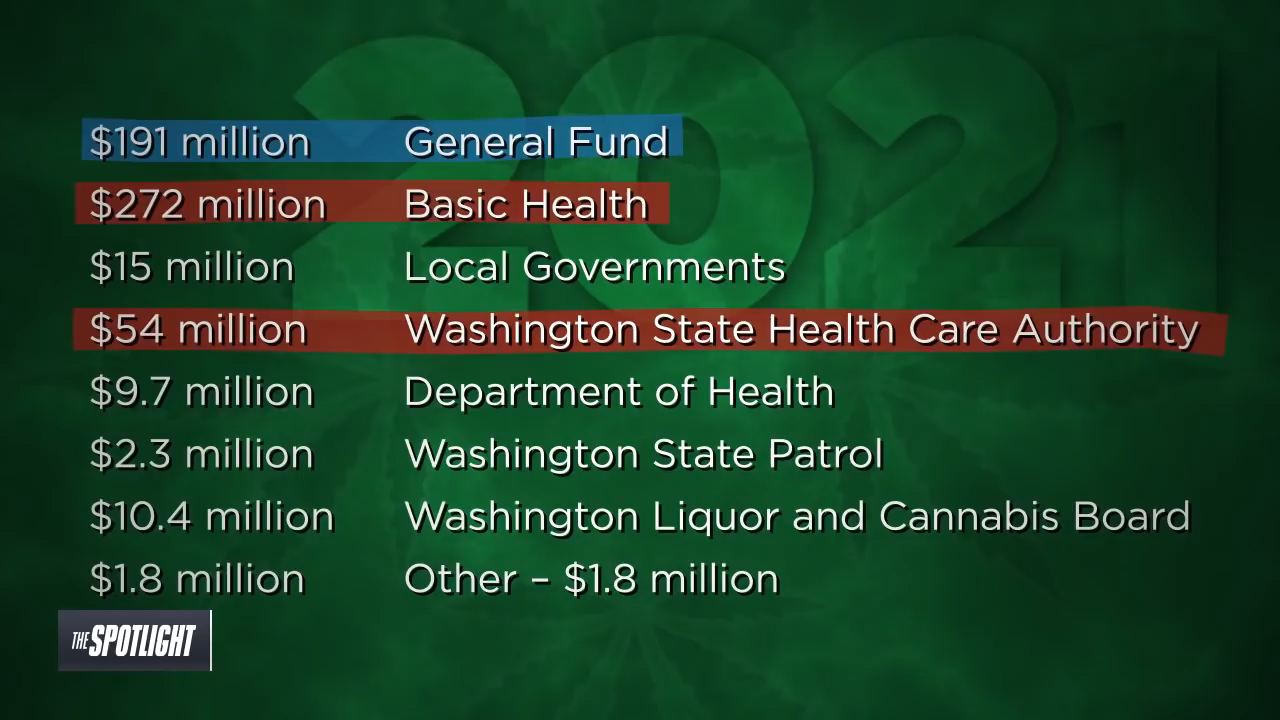 2021
$191 million General Fund
$272 million Basic Health
$15 million Local Governments
$54 million Washington State Health Care Authority
$9.7 million Department of Health
$2.3 million Washington State Patrol
$10.4 million Washington Liquor and Cannabis Board
$1.8 million Other – $1.8 million
THE SPOTLIGHT